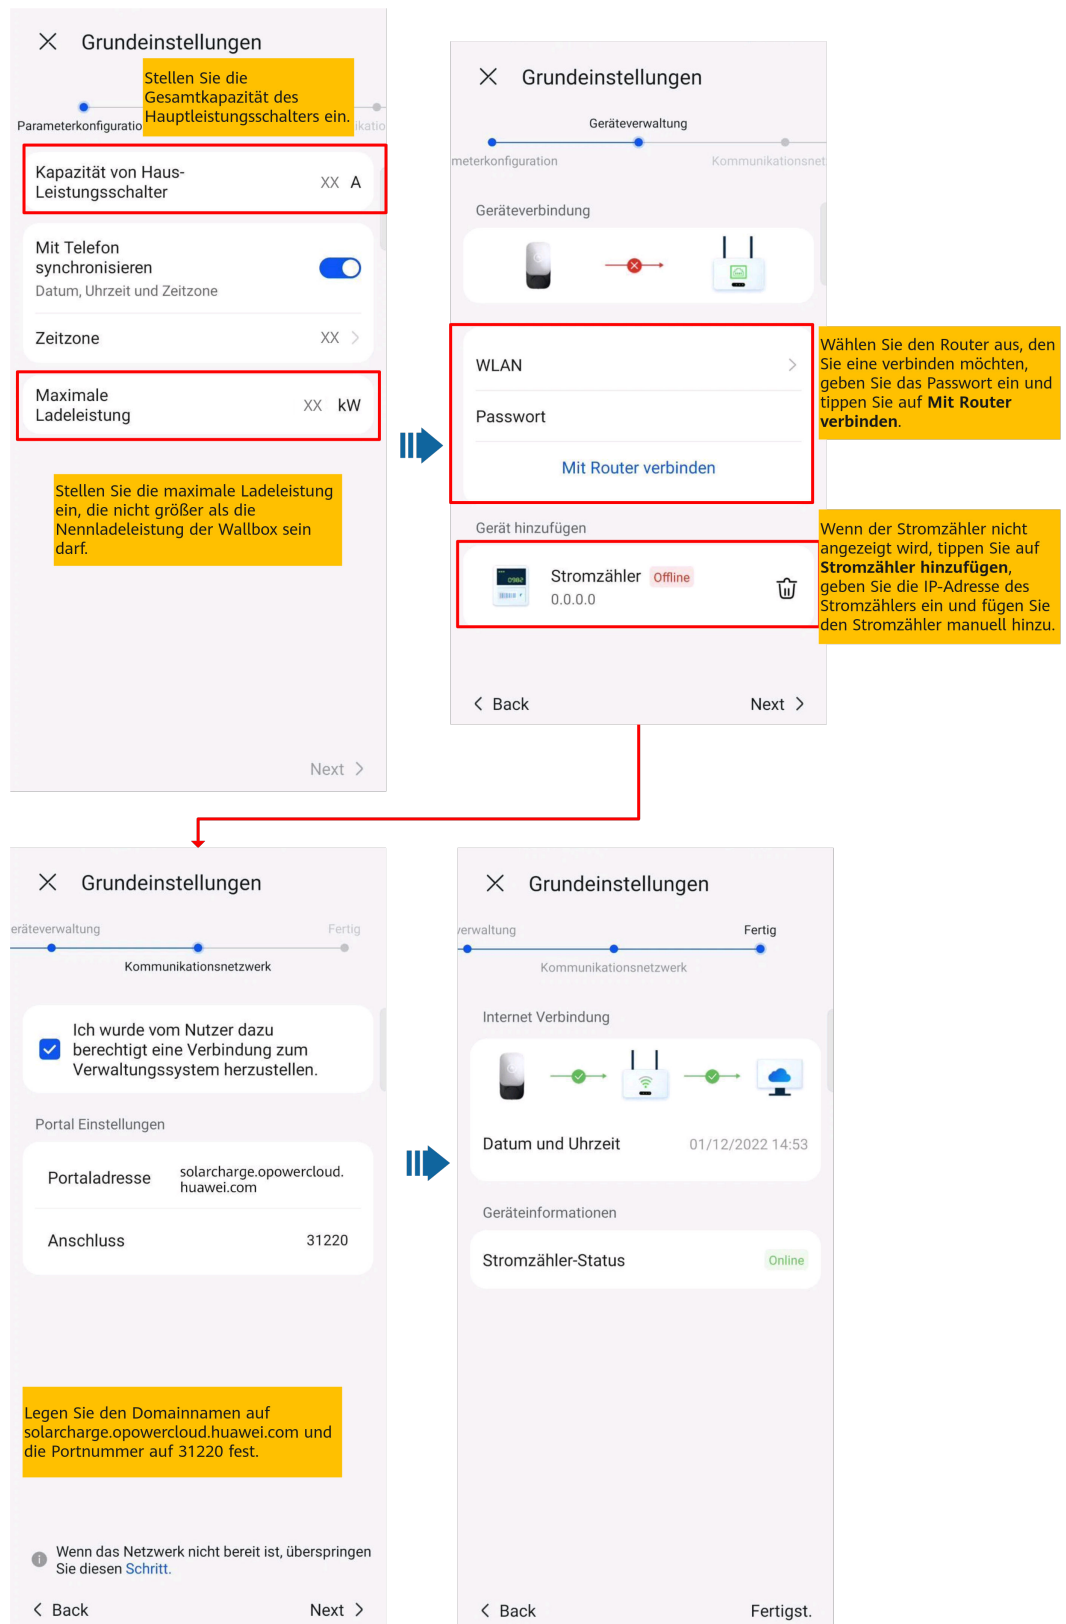 Grundeinstellungen
Stellen Sie die
Gesamtkapazität des
Hauptleistungsschalters ein.
Parameterkonfiguratio
ikatio
Kapazität von Haus-
Leistungsschalter
XX A
Mit Telefon
synchronisieren
Datum, Uhrzeit und Zeitzone
Zeitzone
XX
Maximale
Ladeleistung
XX kW
Stellen Sie die maximale Ladeleistung
ein, die nicht größer als die
Nennladeleistung der Wallbox sein
darf.
Next
Grundeinstellungen
Geräteverwaltung
meterkonfiguration
Kommunikationsnet
Geräteverbindung
WLAN
Passwort
Mit Router verbinden
Wählen Sie den Router aus, den
Sie eine verbinden möchten,
geben Sie das Passwort ein und
tippen Sie auf Mit Router
verbinden.
Gerät hinzufügen
0982
Stromzähler Offline
0.0.0.0
Wenn der Stromzähler nicht
angezeigt wird, tippen Sie auf
Stromzähler hinzufügen,
geben Sie die IP-Adresse des
Stromzählers ein und fügen Sie
den Stromzähler manuell hinzu.
Back
Next
Grundeinstellungen
eräteverwaltung
Fertig
Kommunikationsnetzwerk
Ich wurde vom Nutzer dazu
berechtigt eine Verbindung zum
Verwaltungssystem herzustellen.
Portal Einstellungen
Portaladresse
solarcharge.opowercloud.
huawei.com
Anschluss
31220
Legen Sie den Domainnamen auf
solarcharge.opowercloud.huawei.com und
die Portnummer auf 31220 fest.
Wenn das Netzwerk nicht bereit ist, überspringen
Sie diesen Schritt.
Back
Next
Grundeinstellungen
verwaltung
Fertig
Kommunikationsnetzwerk
Internet Verbindung
Datum und Uhrzeit
01/12/2022 14:53
Geräteinformationen
Stromzähler-Status
Online
Back
Fertigst.